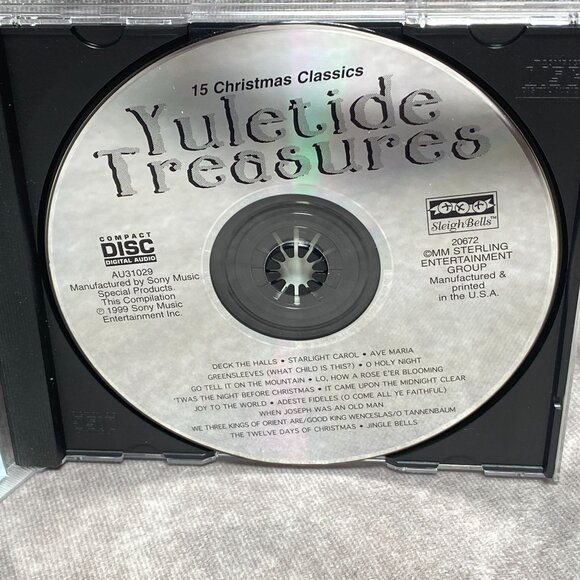 15 Christmas Classics
Yuletide
Treasures
COMPACT
DISC
DIGITAL AUDIO
AU31029
Manufactured by Sony Music
Special Products.
This Compilation
℗ 1999 Sony Music
Entertainment Inc.
SleighBells™
20672
©MM STERLING
ENTERTAINMENT
GROUP
Manufactured &
printed
in the U.S.A.
DECK THE HALLS • STARLIGHT CAROL • AVE MARIA
GREENSLEEVES (WHAT CHILD IS THIS?) • O HOLY NIGHT
GO TELL IT ON THE MOUNTAIN • LO, HOW A ROSE E'ER BLOOMING
'TWAS THE NIGHT BEFORE CHRISTMAS • IT CAME UPON THE MIDNIGHT CLEAR
JOY TO THE WORLD • ADESTE FIDELES (O COME ALL YE FAITHFUL)
WHEN JOSEPH WAS AN OLD MAN
WE THREE KINGS OF ORIENT ARE/GOOD KING WENCESLAS/O TANNENBAUM
THE TWELVE DAYS OF CHRISTMAS • JINGLE BELLS